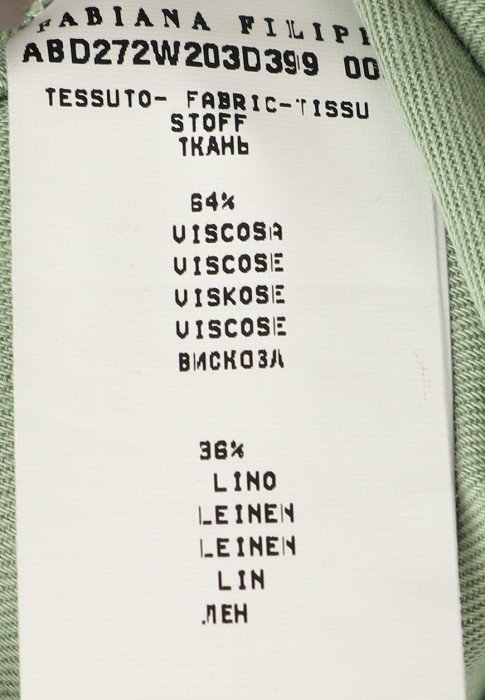 FABIANA FILIPI
ABD272W203D399 00
TESSUTO- FABRIC-TISSU
STOFF
ТКАНЬ
64%
VISCOSA
VISCOSE
VISKOSE
VISCOSE
ВИСКОЗА
36%
LINO
LEINEN
LEINEN
LIN
ЛЕН